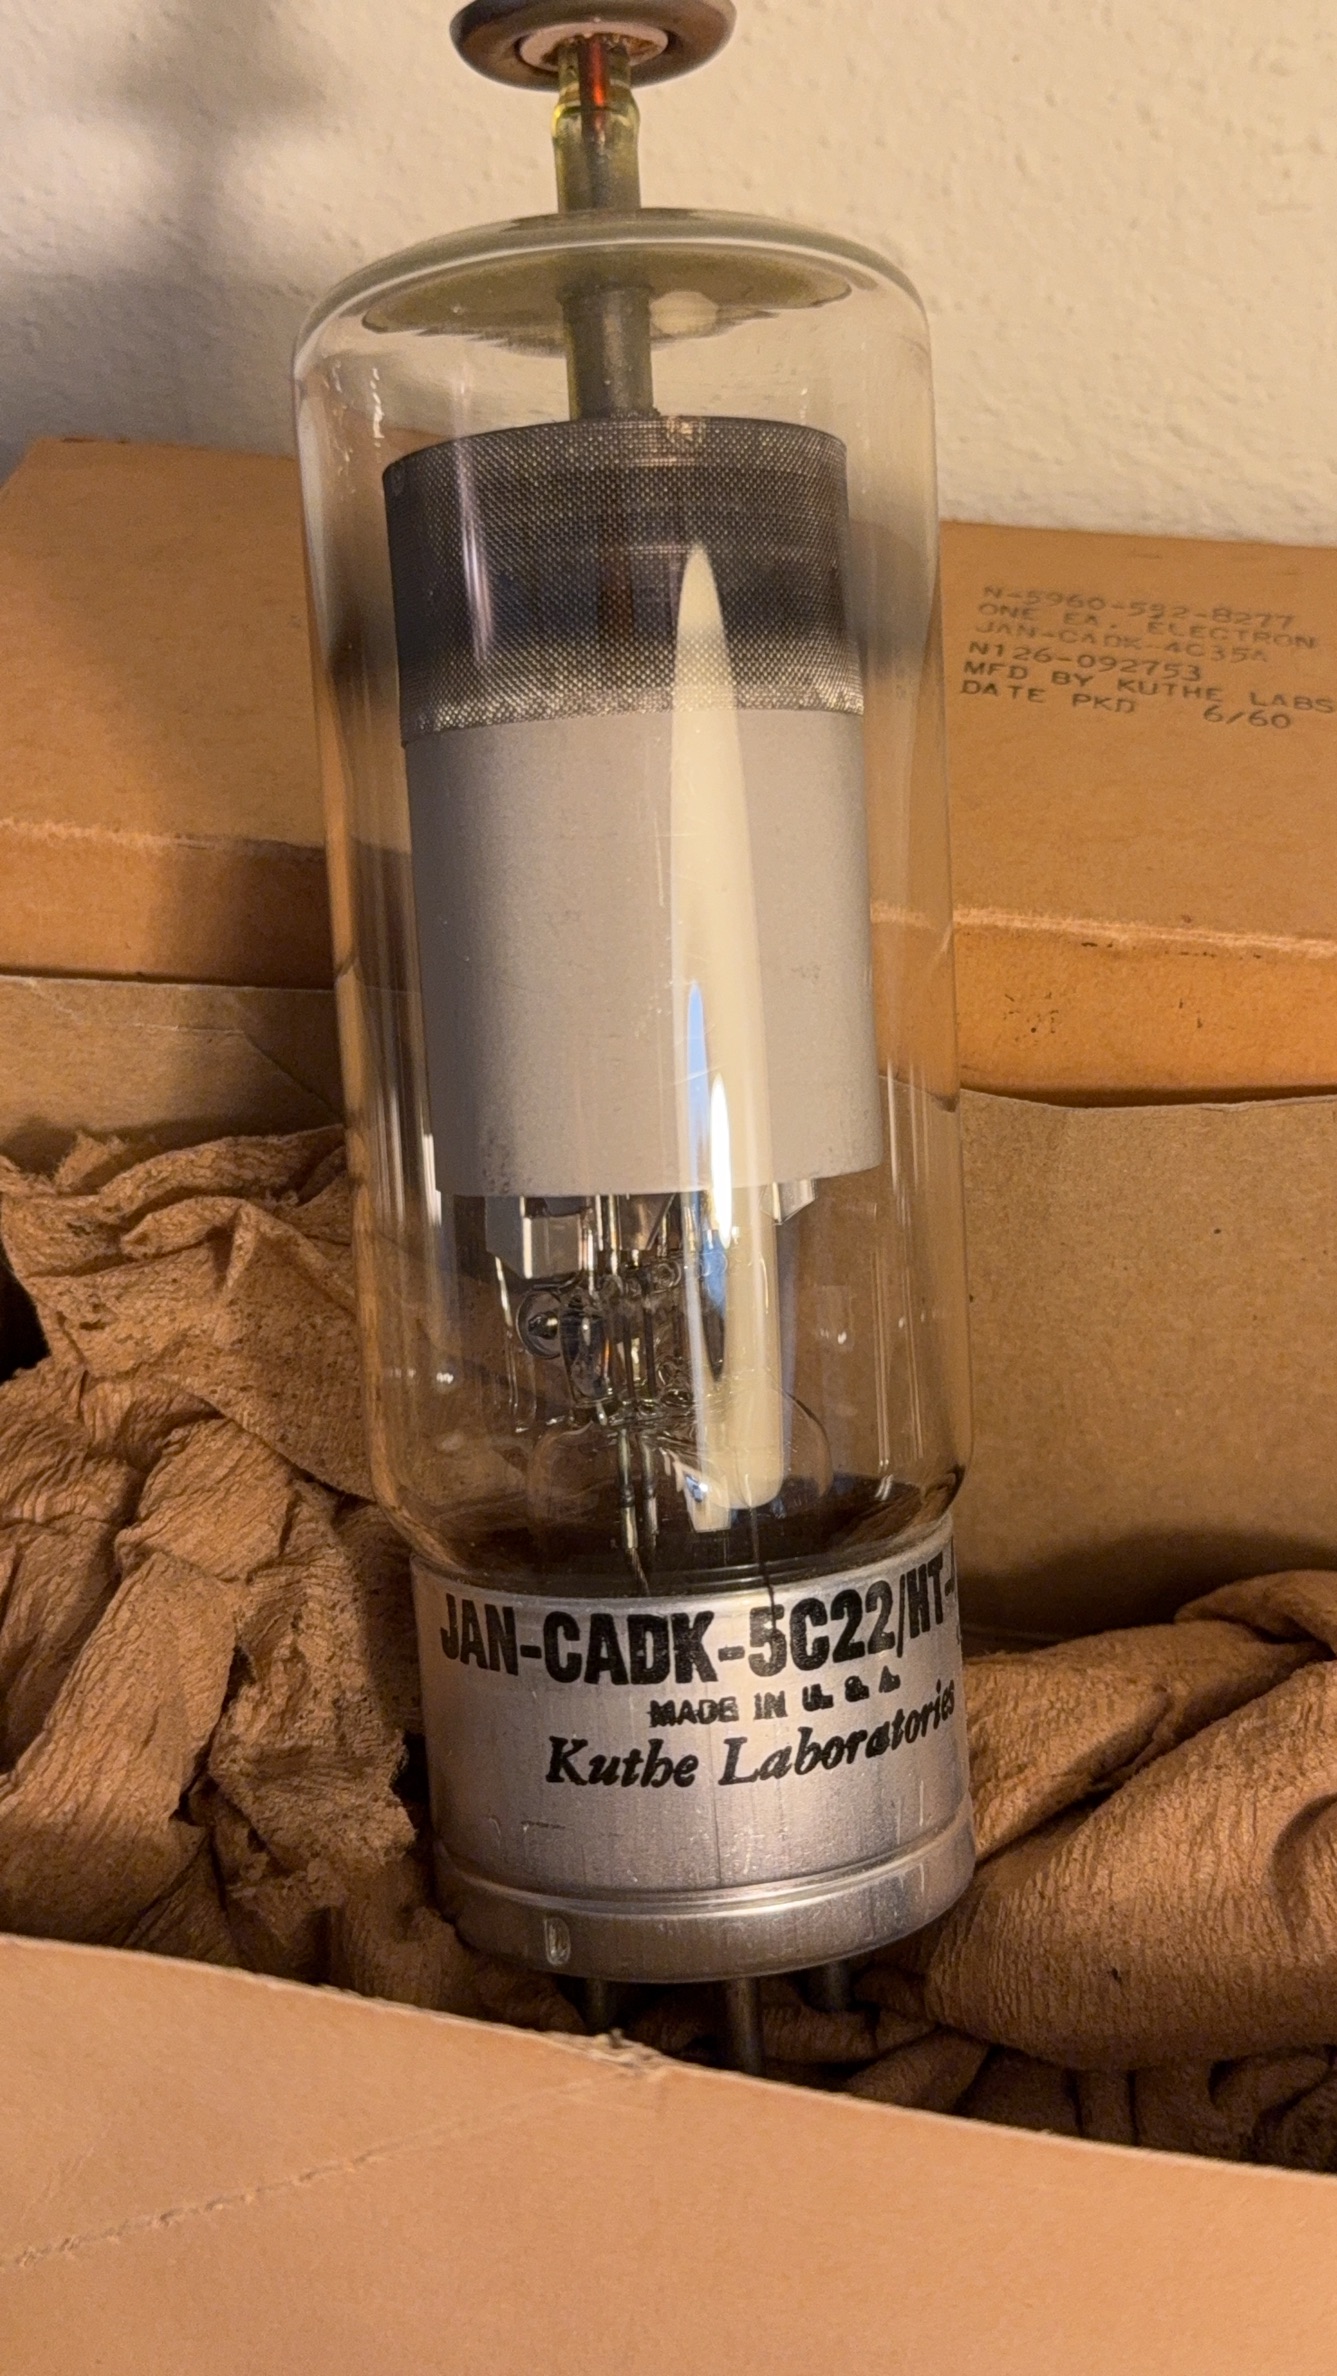 N-5960-552-8277
ONE EA. ELECTRON
JAN-CADK-4C35A
N126-092753
MFD BY KUTHE LABS
DATE PKD 6/60
JAN-CADK-5C22/HT-
MADE IN U. S. A.
Kuthe Laboratories